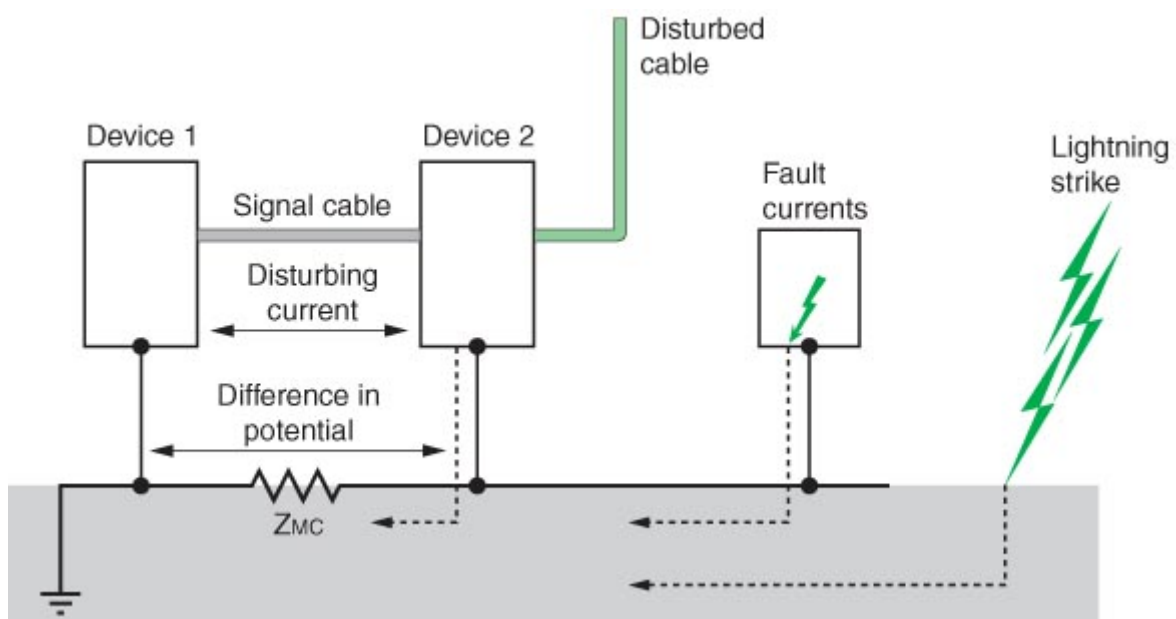 Disturbed
cable
Device 1
Device 2
Signal cable
Disturbing
current
Fault
currents
Lightning
strike
Difference in
potential
ZMC